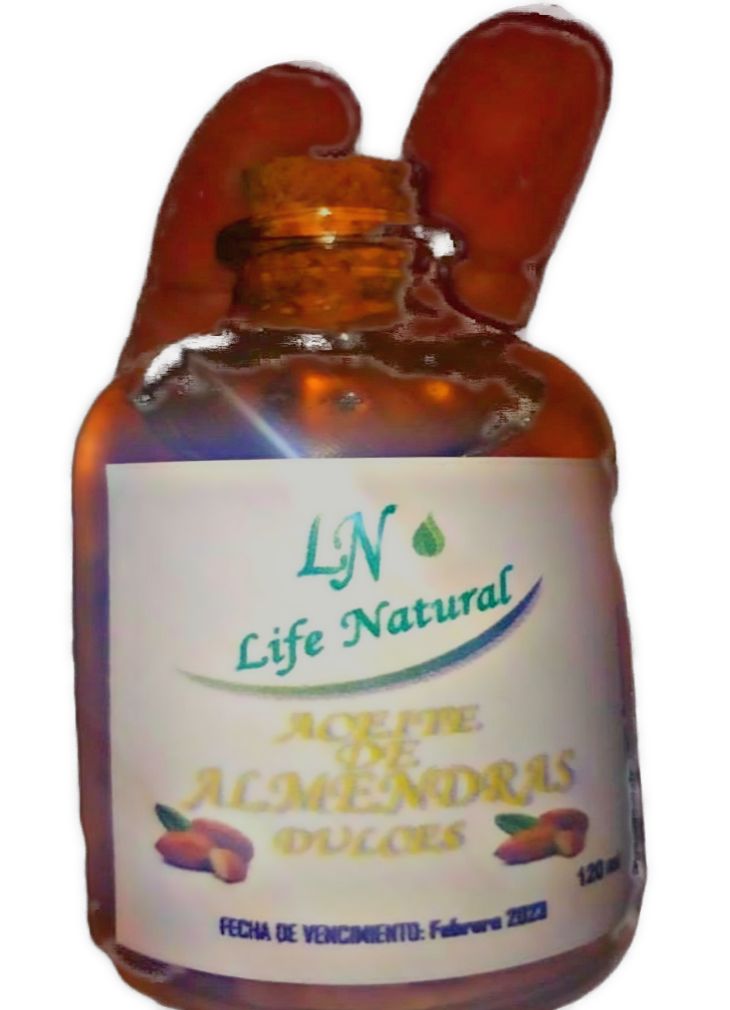 LN
Life Natural
ACEITE
DE
ALMENDRAS
DULCES
120 ml
FECHA DE VENCIMIENTO: Febrero 2023